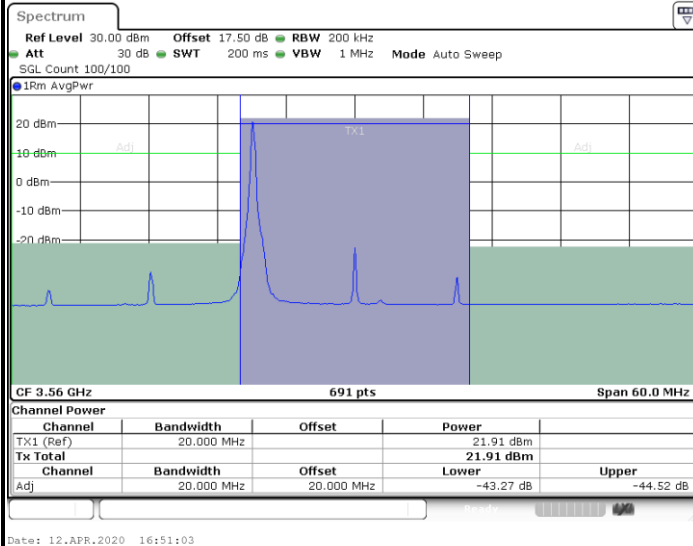 Spectrum
Ref Level 30.00 dBm Offset 17.50 dB RBW 200 kHz
Att 30 dB SWT 200 ms VBW 1 MHz Mode Auto Sweep
SGL Count 100/100
1Rm AvgPwr
TX1
20 dBm
Adj Adj
10 dBm
0 dBm
-10 dBm
-20 dBm
CF 3.56 GHz 691 pts Span 60.0 MHz
Channel Power
Channel Bandwidth Offset Power
TX1 (Ref) 20.000 MHz 21.91 dBm
Tx Total 21.91 dBm
Channel Bandwidth Offset Lower Upper
Adj 20.000 MHz 20.000 MHz -43.27 dB -44.52 dB
Ready
Date: 12.APR.2020 16:51:03